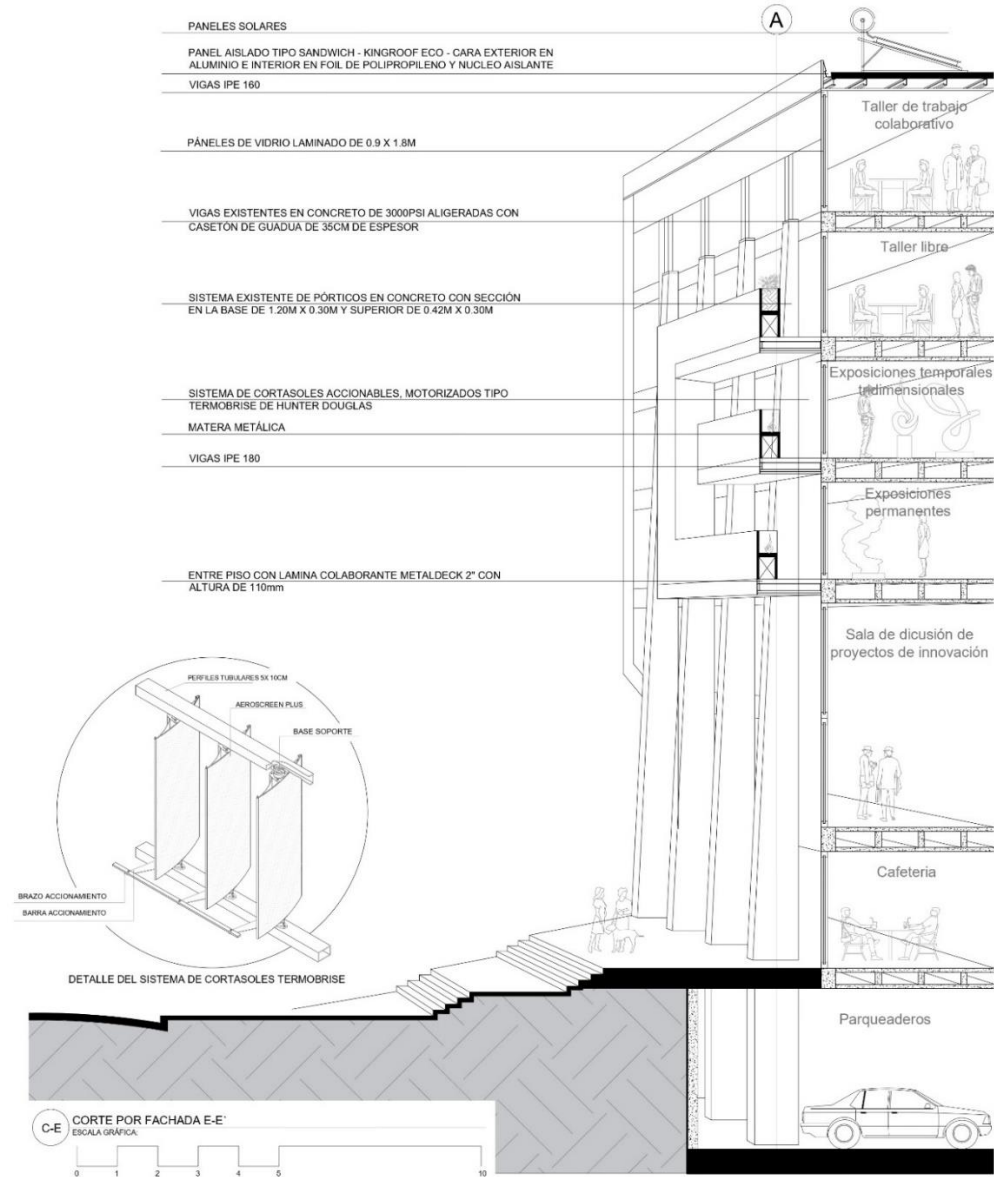 PANELES SOLARES
A
PANEL AISLADO TIPO SANDWICH - KINGROOF ECO - CARA EXTERIOR EN
ALUMINIO E INTERIOR EN FOIL DE POLIPROPILENO Y NUCLEO AISLANTE
VIGAS IPE 160
Taller de trabajo
colaborativo
PÁNELES DE VIDRIO LAMINADO DE 0.9 X 1.8M
VIGAS EXISTENTES EN CONCRETO DE 3000PSI ALIGERADAS CON
CASETÓN DE GUADUA DE 35CM DE ESPESOR
Taller libre
SISTEMA EXISTENTE DE PÓRTICOS EN CONCRETO CON SECCIÓN
EN LA BASE DE 1.20M X 0.30M Y SUPERIOR DE 0.42M X 0.30M
Exposiciones temporales
tridimensionales
SISTEMA DE CORTASOLES ACCIONABLES, MOTORIZADOS TIPO
TERMOBRISE DE HUNTER DOUGLAS
MATERA METÁLICA
VIGAS IPE 180
Exposiciones
permanentes
ENTRE PISO CON LAMINA COLABORANTE METALDECK 2" CON
ALTURA DE 110mm
Sala de dicusión de
proyectos de innovación
PERFILES TUBULARES 5X 10CM
AEROSCREEN PLUS
BASE SOPORTE
BRAZO ACCIONAMIENTO
BARRA ACCIONAMIENTO
DETALLE DEL SISTEMA DE CORTASOLES TERMOBRISE
Cafeteria
Parqueaderos
C-E
CORTE POR FACHADA E-E'
ESCALA GRÁFICA:
0 1 2 3 4 5 10